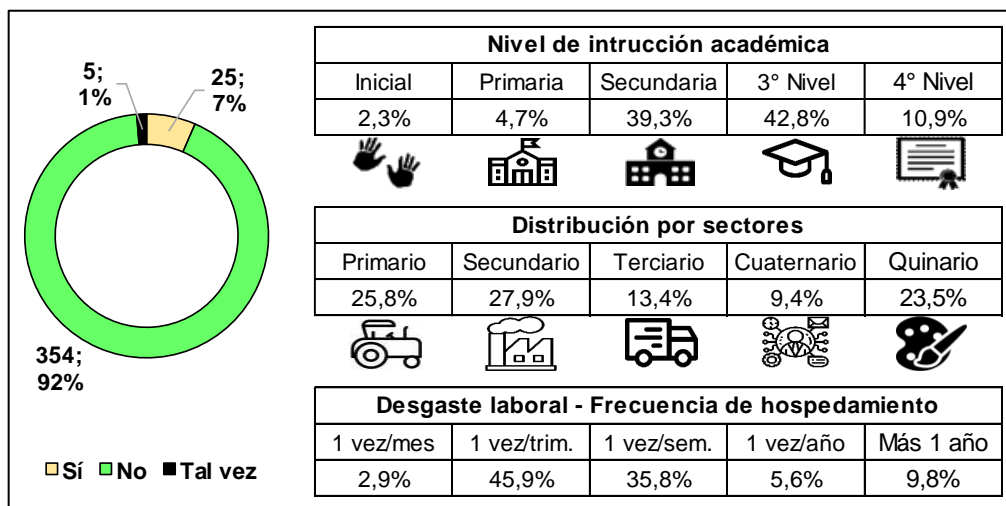 5;
1%
25;
7%
354;
92%
Sí No Tal vez
Nivel de intrucción académica
Inicial Primaria Secundaria 3° Nivel 4° Nivel
2,3% 4,7% 39,3% 42,8% 10,9%
Distribución por sectores
Primario Secundario Terciario Cuaternario Quinario
25,8% 27,9% 13,4% 9,4% 23,5%
Desgaste laboral - Frecuencia de hospedamiento
1 vez/mes 1 vez/trim. 1 vez/sem. 1 vez/año Más 1 año
2,9% 45,9% 35,8% 5,6% 9,8%